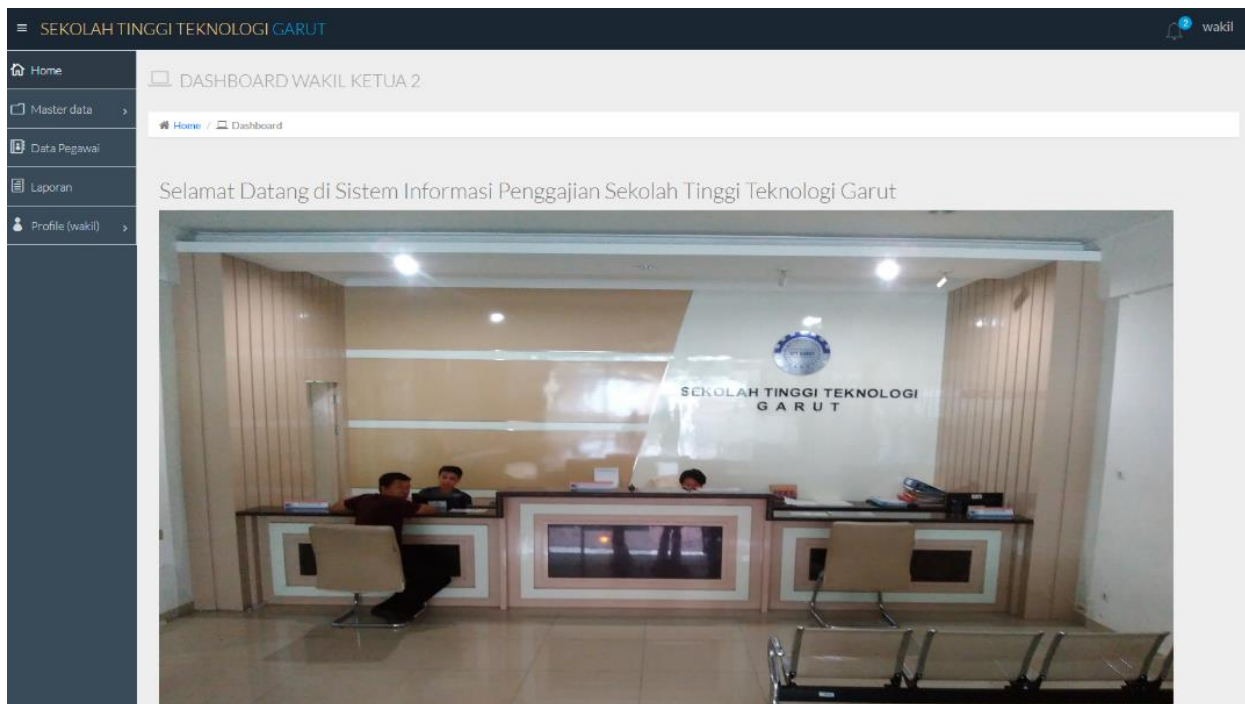 SEKOLAH TINGGI TEKNOLOGI GARUT
2
wakil
Home
Master data
Data Pegawai
Laporan
Profile (wakil)
DASHBOARD WAKIL KETUA 2
Home / Dashboard
Selamat Datang di Sistem Informasi Penggajian Sekolah Tinggi Teknologi Garut
SEKOLAH TINGGI TEKNOLOGI
GARUT